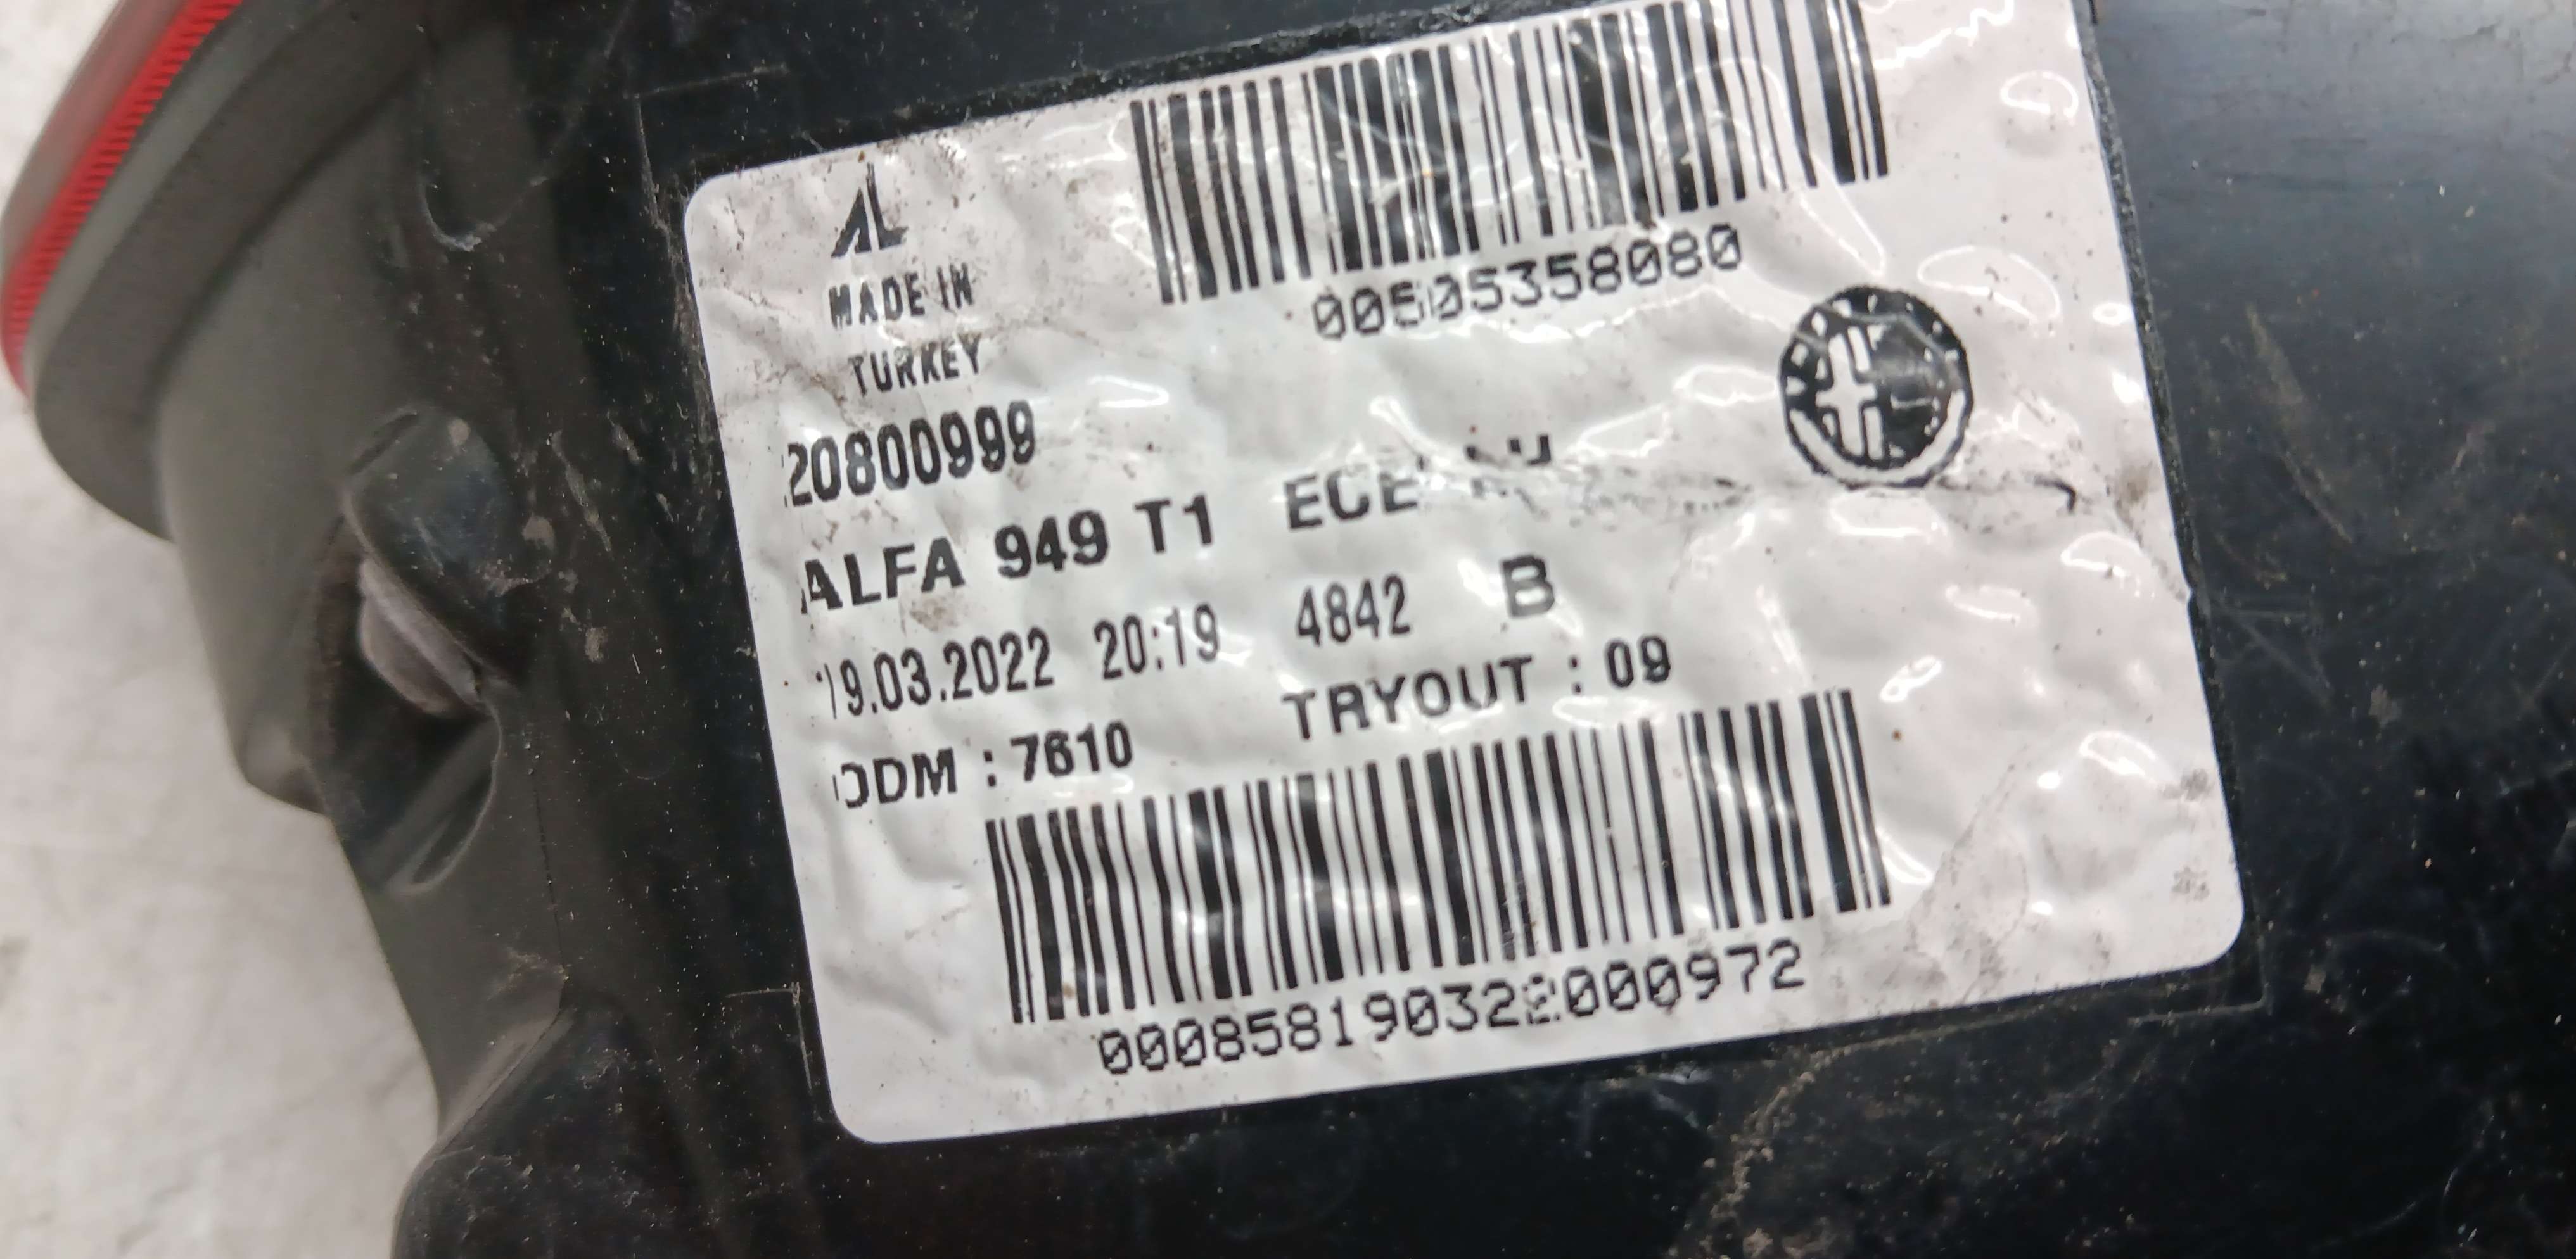 AL
00505358080
MADE IN
TURKEY
20800999
ALFA 949 T1
19.03.2022 20:19 4842 B
ODM : 7610 TRYOUT : 09
000858190322000972